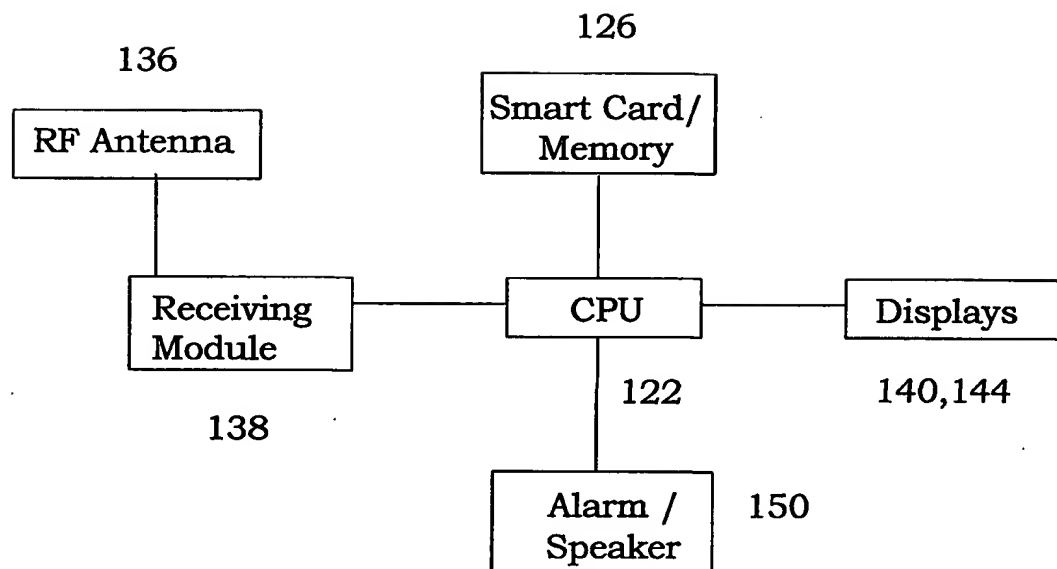 126
136
Smart Card/
Memory
RF Antenna
Receiving
Module
CPU
Displays
122
140,144
138
Alarm /
Speaker
150